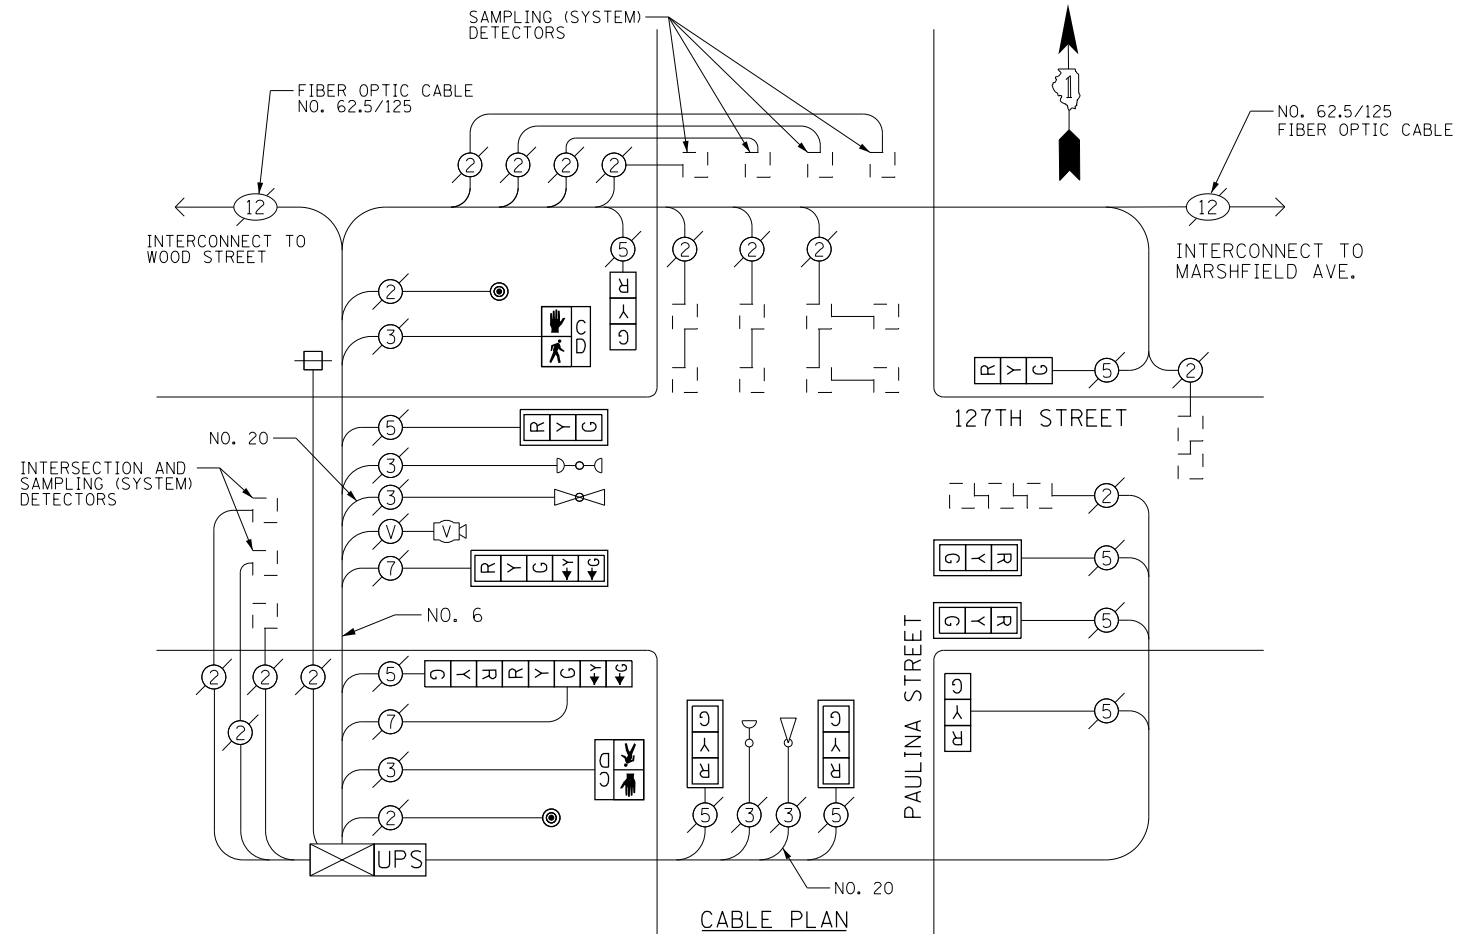 SAMPLING (SYSTEM)
DETECTORS
FIBER OPTIC CABLE
NO. 62.5/125
1
NO. 62.5/125
FIBER OPTIC CABLE
2 2 2 2
12
12
INTERCONNECT TO
WOOD STREET
5 2 2 2
INTERCONNECT TO
MARSHFIELD AVE.
2
R Y G
3
C D
R Y G 5 2
127TH STREET
5 R Y G
NO. 20
3
INTERSECTION AND
SAMPLING (SYSTEM)
DETECTORS
3
2
V V
7 R Y G Y G
G Y R 5
NO. 6
G Y R 5
PAULINA STREET
2 2 2
5 G Y R R Y G Y G
2
7
G Y R
G Y R
G Y R 5
3 C D
2
5 3 3 5
UPS
NO. 20
CABLE PLAN